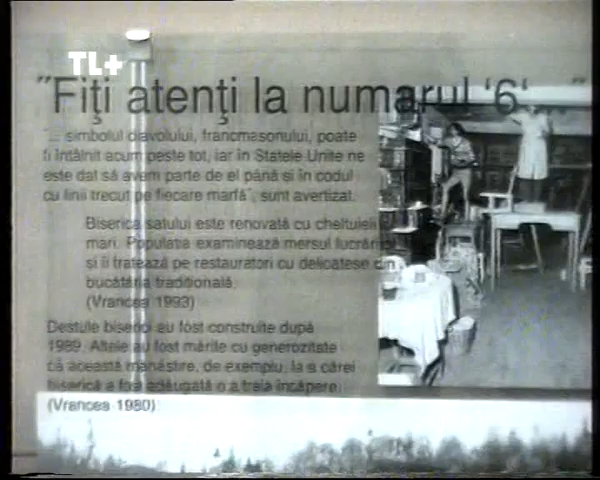 TL+
"Fiţi atenţi la numarul '6' ..."
"... simbolul diavolului, francmasonului, poate
fi întâlnit acum peste tot, iar în Statele Unite ne
este dat să avem parte de el până şi în codul
cu linii trecut pe fiecare marfă", sunt avertizat.
Biserica satului este renovată cu cheltuieli
mari. Populaţia examinează mersul lucrărilor
şi îi tratează pe restauratori cu delicatese din
bucătăria tradiţională.
(Vrancea 1993)
Destule biserici au fost construite după
1989. Altele au fost mărite cu generozitate
ca această mănăstire, de exemplu, la a cărei
biserică a fost adăugată o a treia încăpere.
(Vrancea 1980)